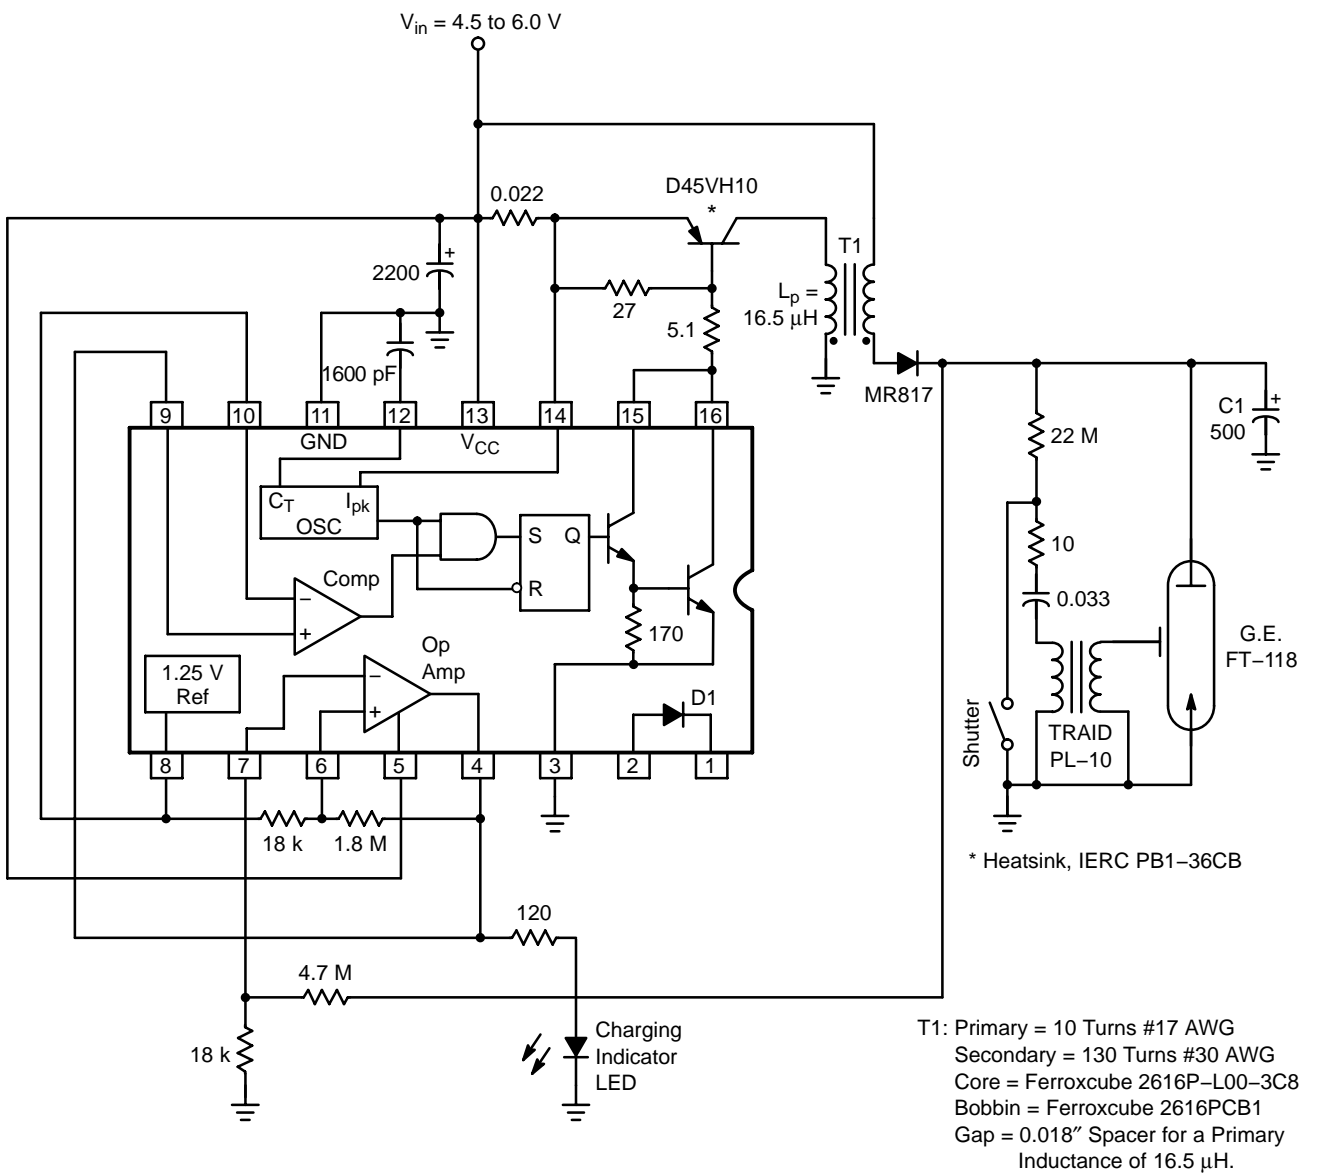 V_in = 4.5 to 6.0 V
0.022
D45VH10
*
T1
+
2200
27
L_p =
16.5 μH
5.1
1600 pF
MR817
C1
500
+
22 M
9
10
11
12
13
14
15
16
GND
V_CC
C_T
I_pk
OSC
S
Q
R
10
Comp
−
+
0.033
170
G.E.
FT−118
Op
Amp
1.25 V
Ref
−
+
D1
Shutter
TRAID
PL−10
8
7
6
5
4
3
2
1
18 k
1.8 M
* Heatsink, IERC PB1−36CB
120
4.7 M
18 k
Charging
Indicator
LED
T1: Primary = 10 Turns #17 AWG
Secondary = 130 Turns #30 AWG
Core = Ferroxcube 2616P−L00−3C8
Bobbin = Ferroxcube 2616PCB1
Gap = 0.018″ Spacer for a Primary
Inductance of 16.5 μH.